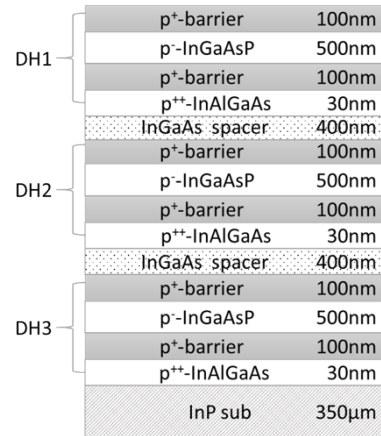 p⁺-barrier 100nm
DH1 p⁻-InGaAsP 500nm
p⁺-barrier 100nm
p⁺⁺-InAlGaAs 30nm
InGaAs spacer 400nm
p⁺-barrier 100nm
DH2 p⁻-InGaAsP 500nm
p⁺-barrier 100nm
p⁺⁺-InAlGaAs 30nm
InGaAs spacer 400nm
p⁺-barrier 100nm
DH3 p⁻-InGaAsP 500nm
p⁺-barrier 100nm
p⁺⁺-InAlGaAs 30nm
InP sub 350μm